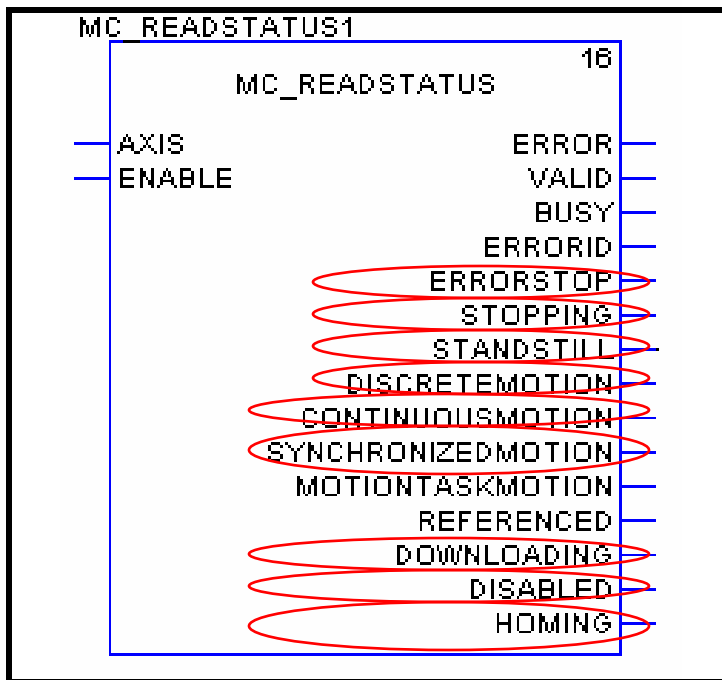 MC_READSTATUS1
16
MC_READSTATUS
AXIS ERROR
ENABLE VALID
BUSY
ERRORID
ERRORSTOP
STOPPING
STANDSTILL
DISCRETEMOTION
CONTINUOUSMOTION
SYNCHRONIZEDMOTION
MOTIONTASKMOTION
REFERENCED
DOWNLOADING
DISABLED
HOMING